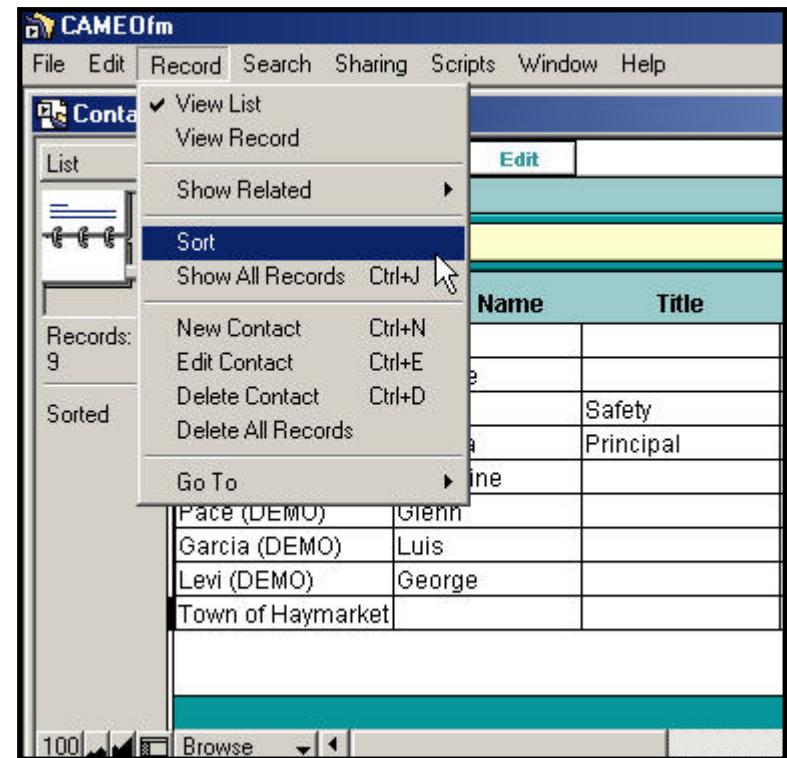 CAMEOfm
File Edit Record Search Sharing Scripts Window Help
Conta
✔ View List
View Record
Edit
List
Show Related
Sort
Show All Records Ctrl+J
Name Title
New Contact Ctrl+N
Records:
9
Edit Contact Ctrl+E
Delete Contact Ctrl+D
Safety
Sorted
Delete All Records
Principal
Go To
ine
Pace (DEMO) Glenn
Garcia (DEMO) Luis
Levi (DEMO) George
Town of Haymarket
100 Browse